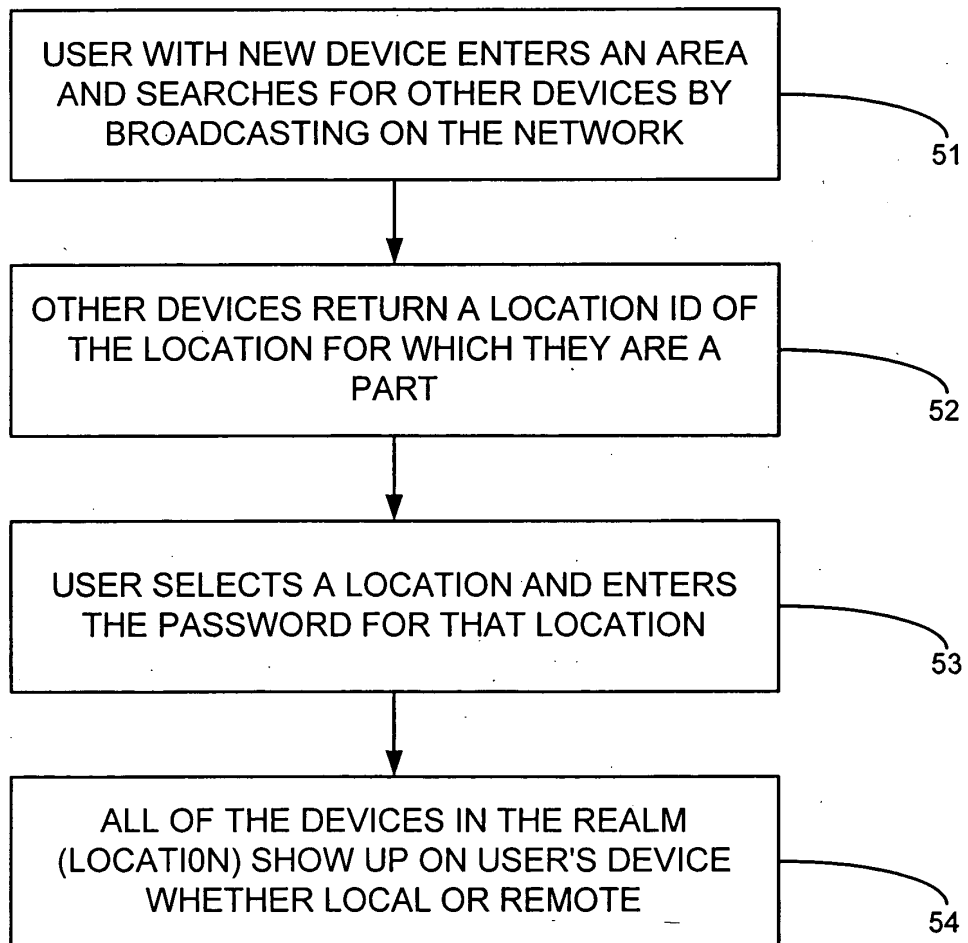 USER WITH NEW DEVICE ENTERS AN AREA
AND SEARCHES FOR OTHER DEVICES BY
BROADCASTING ON THE NETWORK
51
OTHER DEVICES RETURN A LOCATION ID OF
THE LOCATION FOR WHICH THEY ARE A
PART
52
USER SELECTS A LOCATION AND ENTERS
THE PASSWORD FOR THAT LOCATION
53
ALL OF THE DEVICES IN THE REALM
(LOCATI0N) SHOW UP ON USER'S DEVICE
WHETHER LOCAL OR REMOTE
54